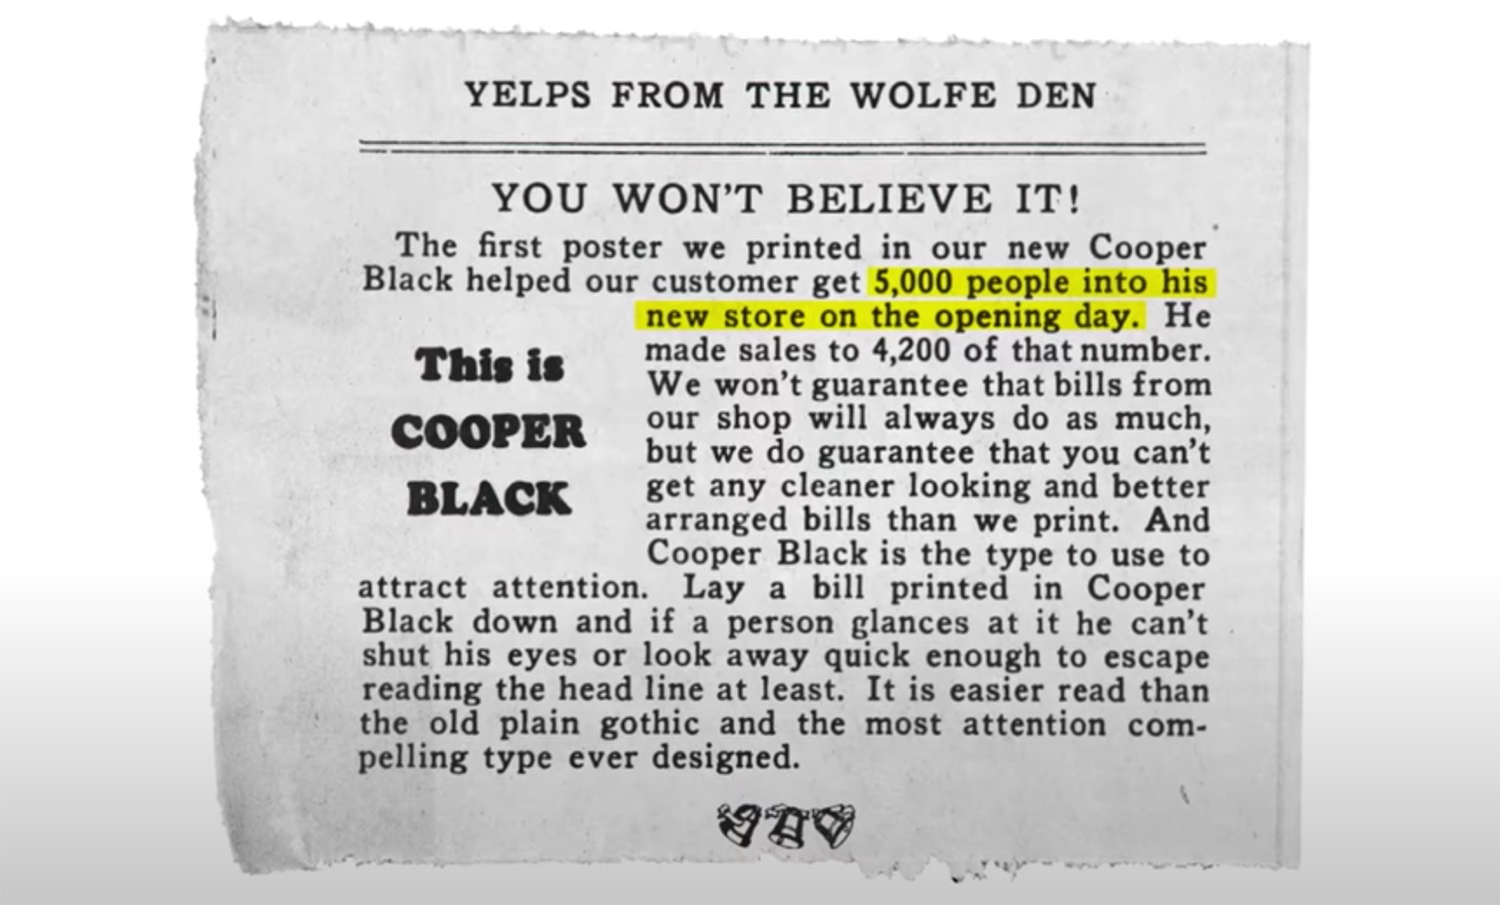 YELPS FROM THE WOLFE DEN
YOU WON'T BELIEVE IT!
The first poster we printed in our new Cooper
Black helped our customer get 5,000 people into his
new store on the opening day. He
made sales to 4,200 of that number.
We won't guarantee that bills from
our shop will always do as much,
but we do guarantee that you can't
get any cleaner looking and better
arranged bills than we print. And
Cooper Black is the type to use to
This is
COOPER
BLACK
attract attention. Lay a bill printed in Cooper
Black down and if a person glances at it he can't
shut his eyes or look away quick enough to escape
reading the head line at least. It is easier read than
the old plain gothic and the most attention com-
pelling type ever designed.